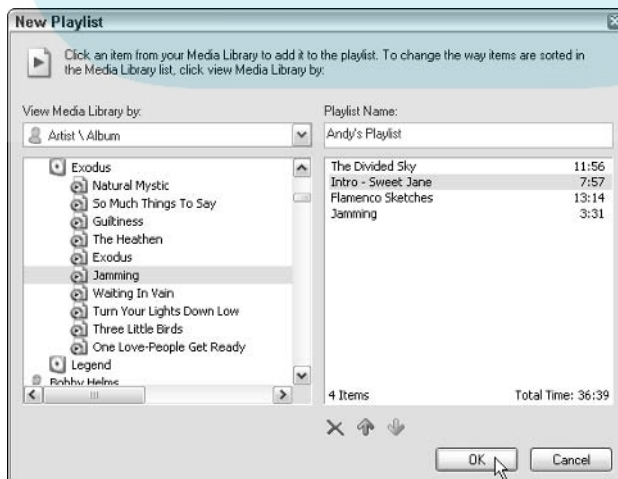 New Playlist
Click an item from your Media Library to add it to the playlist. To change the way items are sorted in
the Media Library list, click view Media Library by:
View Media Library by:
Artist \ Album
Exodus
Natural Mystic
So Much Things To Say
Guiltiness
The Heathen
Exodus
Jamming
Waiting In Vain
Turn Your Lights Down Low
Three Little Birds
One Love-People Get Ready
Legend
Bobby Helms
Playlist Name:
Andy's Playlist
The Divided Sky 11:56
Intro - Sweet Jane 7:57
Flamenco Sketches 13:14
Jamming 3:31
4 Items Total Time: 36:39
OK Cancel